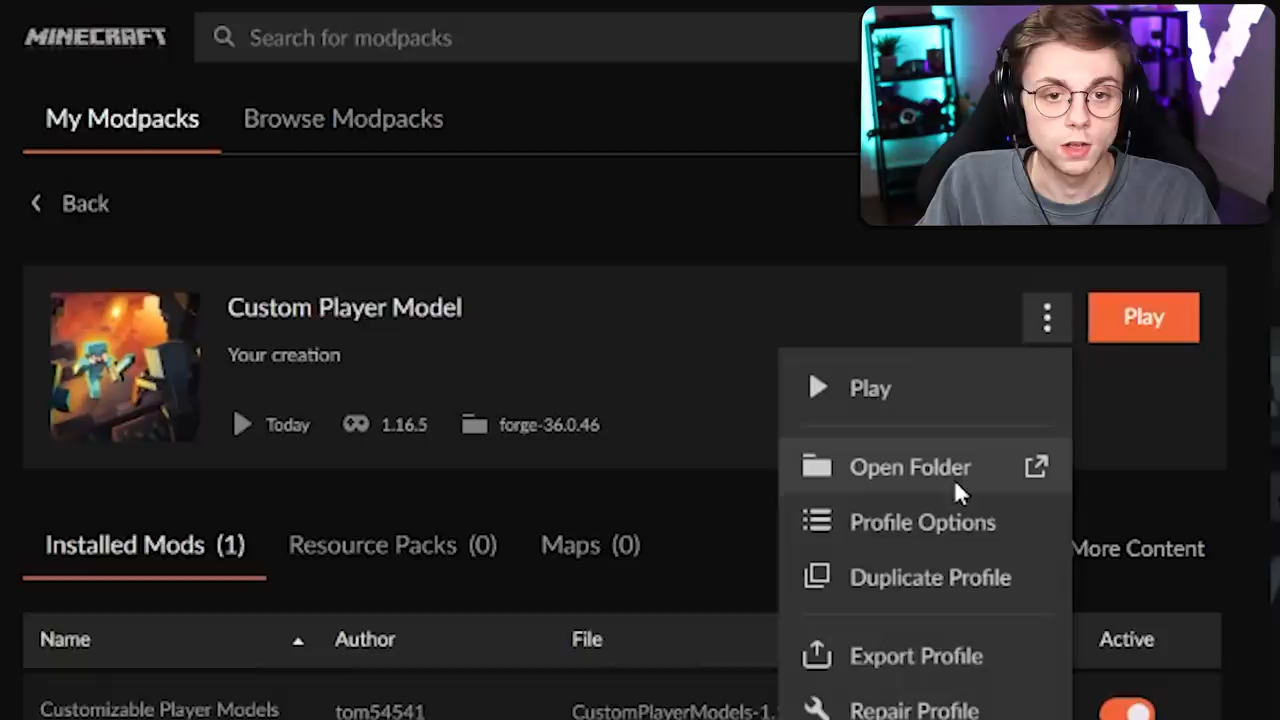 MINECRAFT
Search for modpacks
My Modpacks
Browse Modpacks
Back
Custom Player Model
Your creation
Today
1.16.5
forge-36.0.46
Play
Play
Open Folder
Profile Options
Duplicate Profile
Export Profile
Repair Profile
Installed Mods (1)
Resource Packs (0)
Maps (0)
More Content
Name
Author
File
Active
Customizable Player Models
tom54541
CustomPlayerModels-1.